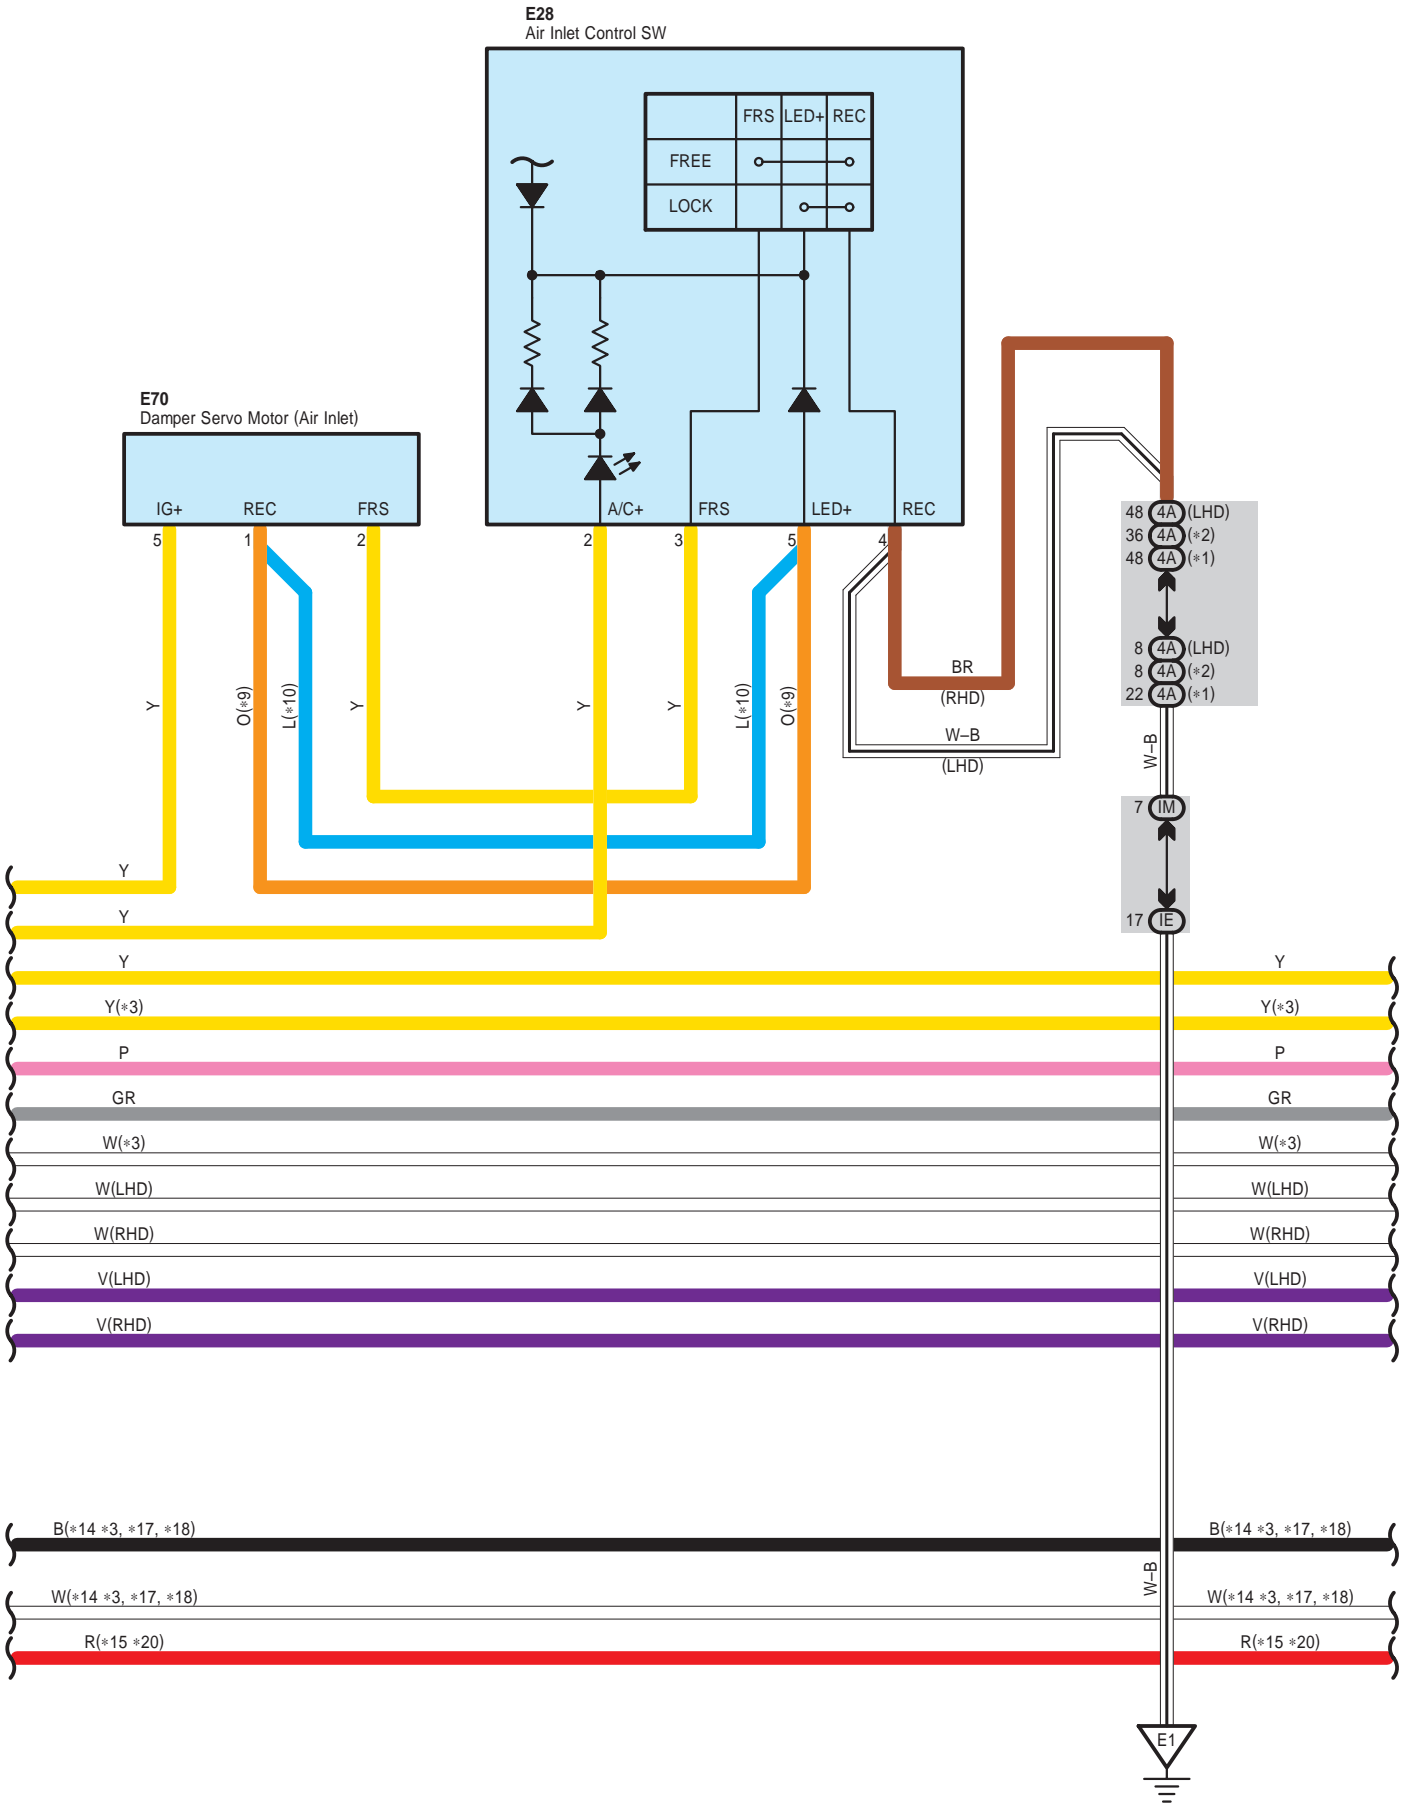 E28
Air Inlet Control SW
FRS LED+ REC
FREE
LOCK
E70
Damper Servo Motor (Air Inlet)
IG+ REC FRS
A/C+ FRS LED+ REC
5 1 2
2 3 5 4
48 4A (LHD)
36 4A (∗2)
48 4A (∗1)
8 4A (LHD)
8 4A (∗2)
22 4A (∗1)
BR
(RHD)
W–B
(LHD)
Y
O(∗9)
L(∗10)
Y
Y
Y
L(∗10)
O(∗9)
W–B
7 IM
17 IE
Y
Y
Y Y
Y(∗3) Y(∗3)
P P
GR GR
W(∗3) W(∗3)
W(LHD) W(LHD)
W(RHD) W(RHD)
V(LHD) V(LHD)
V(RHD) V(RHD)
B(∗14 ∗3, ∗17, ∗18) B(∗14 ∗3, ∗17, ∗18)
W–B
W(∗14 ∗3, ∗17, ∗18) W(∗14 ∗3, ∗17, ∗18)
R(∗15 ∗20) R(∗15 ∗20)
E1